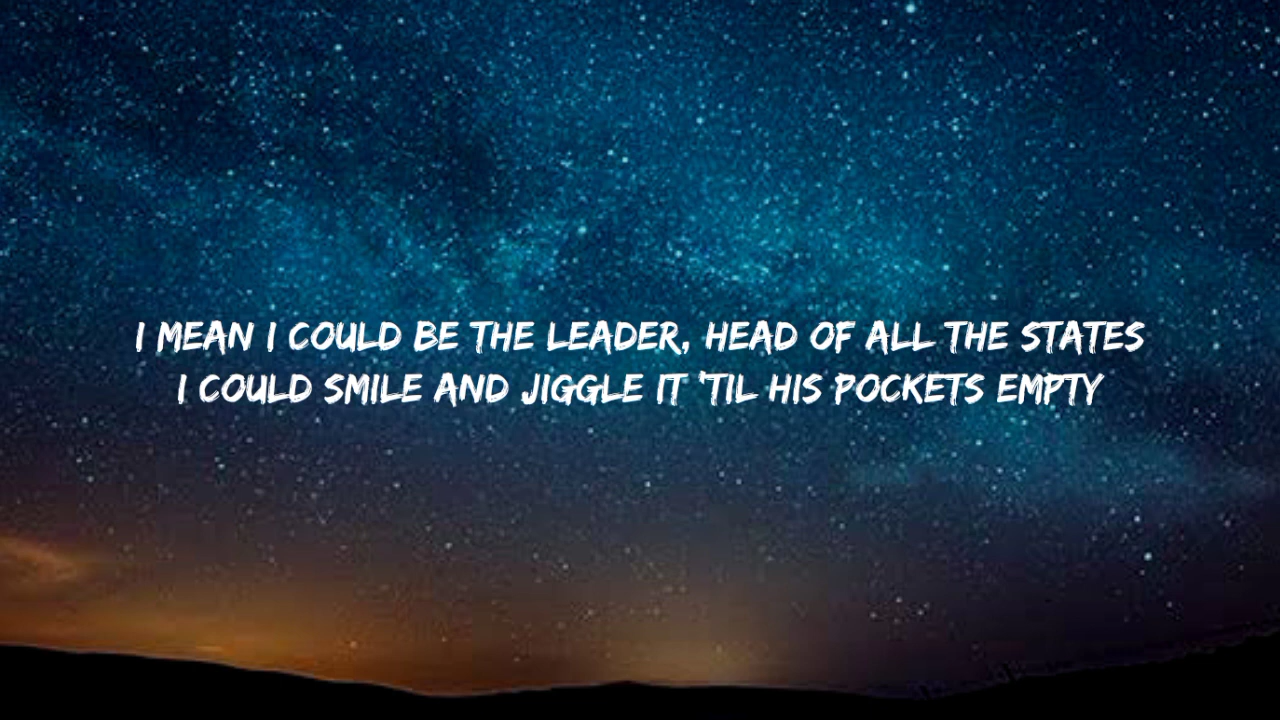 I MEAN I COULD BE THE LEADER, HEAD OF ALL THE STATES
I COULD SMILE AND JIGGLE IT 'TIL HIS POCKETS EMPTY